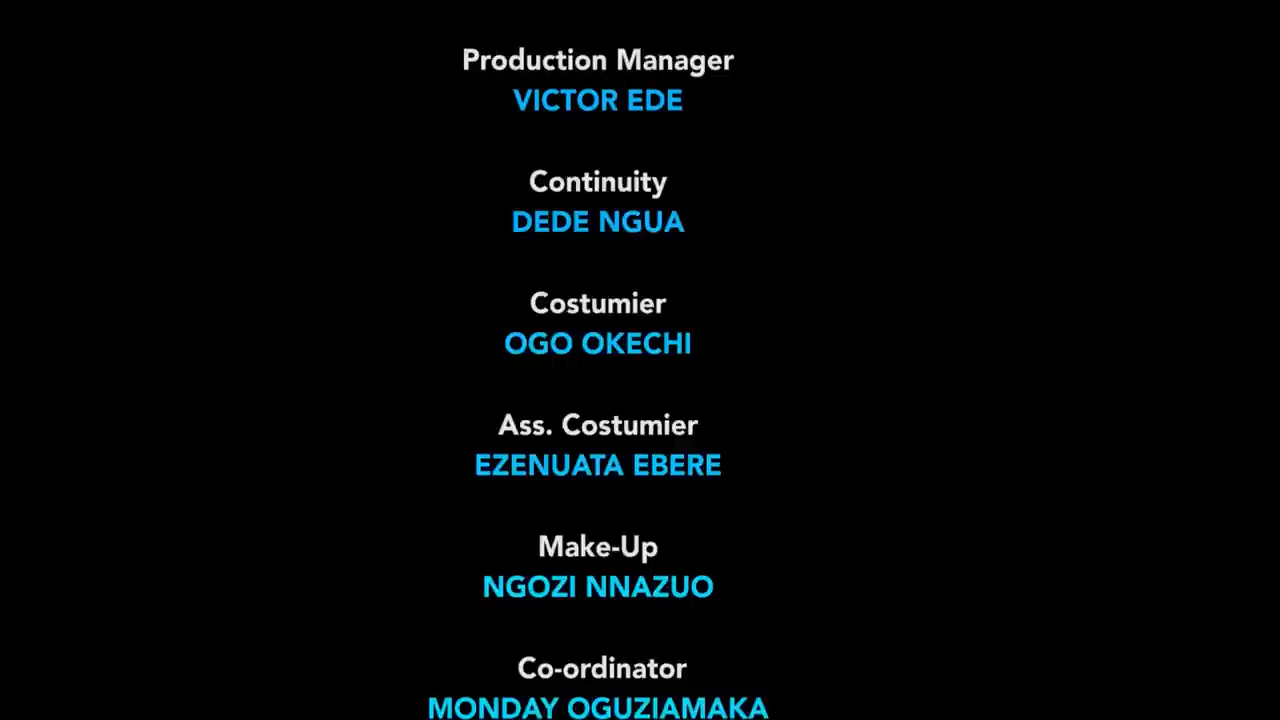 Production Manager
VICTOR EDE
Continuity
DEDE NGUA
Costumier
OGO OKECHI
Ass. Costumier
EZENUATA EBERE
Make-Up
NGOZI NNAZUO
Co-ordinator
MONDAY OGUZIAMAKA